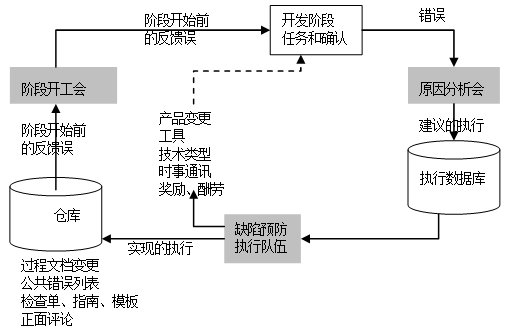 阶段开始前
的反馈误
开发阶段
任务和确认
错误
阶段开工会
原因分析会
阶段开始前
的反馈误
产品变更
工具
技术类型
时事通讯
奖励、酬劳
建议的执行
执行数据库
仓库
缺陷预防
执行队伍
实现的执行
过程文档变更
公共错误列表
检查单、指南、模板
正面评论